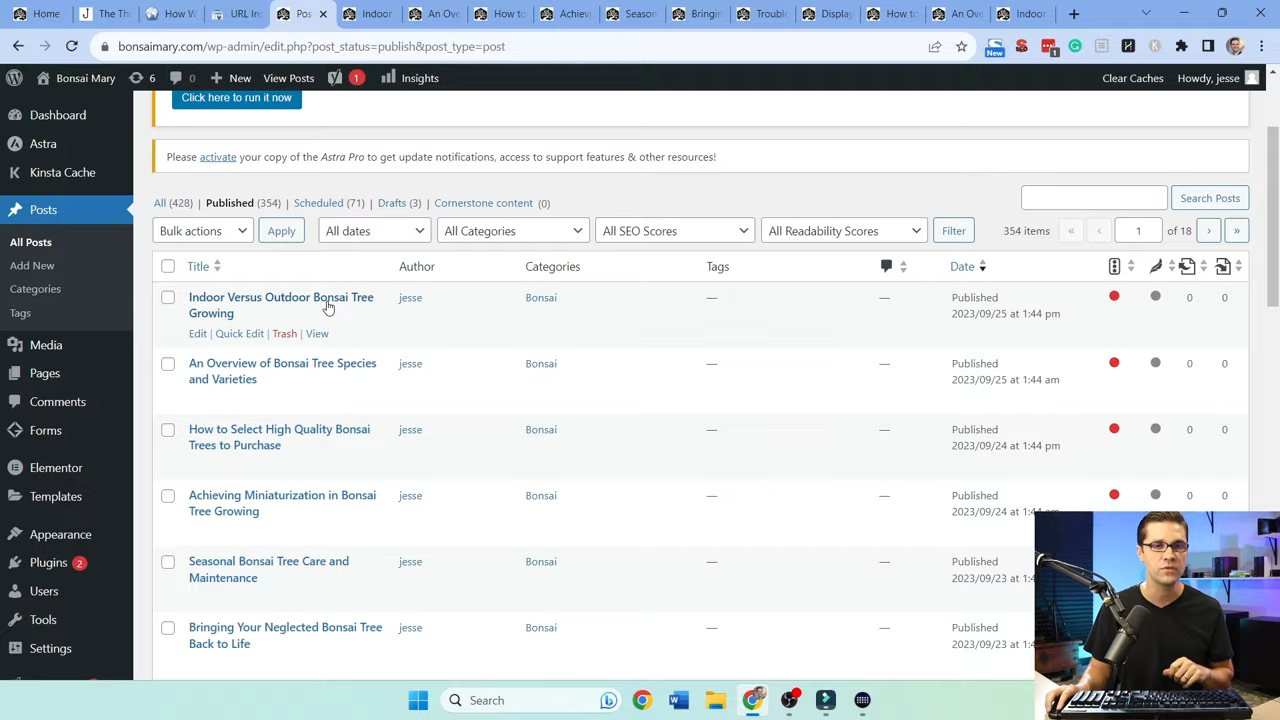 The
URL In
Post
Indoor
An Ove
How to
Achiev
Season
Bringin
Trouble
Display
How to
An Ove
Indoor
bonsaimary.com/wp-admin/edit.php?post_status=publish&post_type=post
New
1
Bonsai Mary 6 0 New View Posts 1 Insights Clear Caches Howdy, jesse
Dashboard
Astra
Kinsta Cache
Posts
All Posts
Add New
Categories
Tags
Media
Pages
Comments
Forms
Elementor
Templates
Appearance
Plugins 2
Users
Tools
Settings
Click here to run it now
Please activate your copy of the Astra Pro to get update notifications, access to support features & other resources!
All (428) | Published (354) | Scheduled (71) | Drafts (3) | Cornerstone content (0)
Search Posts
Bulk actions Apply All dates All Categories All SEO Scores All Readability Scores Filter 354 items « ‹ 1 of 18 › »
Title Author Categories Tags Date
Indoor Versus Outdoor Bonsai Tree jesse Bonsai — — Published 0 0
Growing 2023/09/25 at 1:44 pm
Edit | Quick Edit | Trash | View
An Overview of Bonsai Tree Species jesse Bonsai — — Published 0 0
and Varieties 2023/09/25 at 1:44 am
How to Select High Quality Bonsai jesse Bonsai — — Published 0 0
Trees to Purchase 2023/09/24 at 1:44 pm
Achieving Miniaturization in Bonsai jesse Bonsai — — Published 0 0
Tree Growing 2023/09/24 at 1:44 am
Seasonal Bonsai Tree Care and jesse Bonsai — — Published
Maintenance 2023/09/23 at 1:4
Bringing Your Neglected Bonsai Tree jesse Bonsai — — Published
Back to Life 2023/09/23 at 1:4
Search